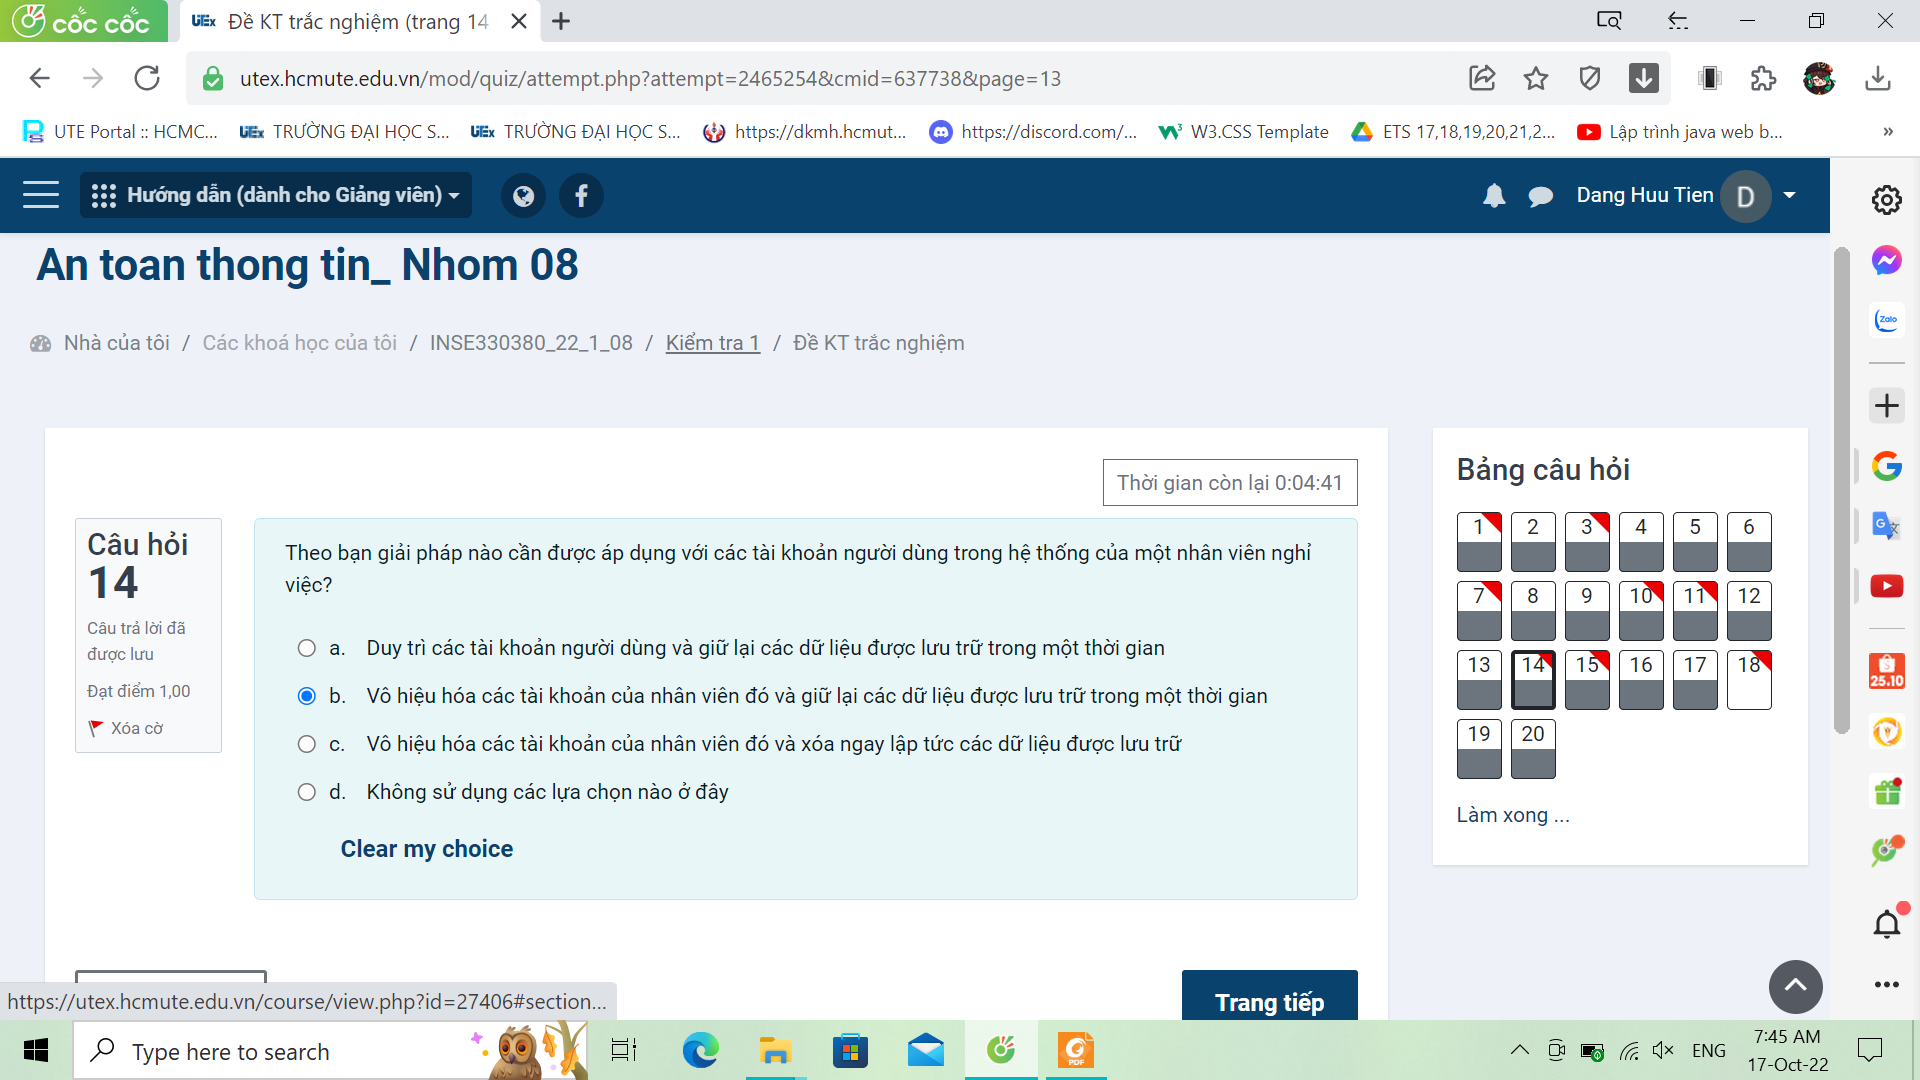 cốc cốc
UEx Đề KT trắc nghiệm (trang 14
utex.hcmute.edu.vn/mod/quiz/attempt.php?attempt=2465254&cmid=637738&page=13
UTE Portal :: HCMC...
UEx TRƯỜNG ĐẠI HỌC S...
UEx TRƯỜNG ĐẠI HỌC S...
https://dkmh.hcmut...
https://discord.com/...
W3.CSS Template
ETS 17,18,19,20,21,2...
Lập trình java web b...
»
Hướng dẫn (dành cho Giảng viên)
Dang Huu Tien D
An toan thong tin_ Nhom 08
Nhà của tôi / Các khoá học của tôi / INSE330380_22_1_08 / Kiểm tra 1 / Đề KT trắc nghiệm
Thời gian còn lại 0:04:41
Câu hỏi
14
Câu trả lời đã
được lưu
Đạt điểm 1,00
Xóa cờ
Theo bạn giải pháp nào cần được áp dụng với các tài khoản người dùng trong hệ thống của một nhân viên nghỉ
việc?
a. Duy trì các tài khoản người dùng và giữ lại các dữ liệu được lưu trữ trong một thời gian
b. Vô hiệu hóa các tài khoản của nhân viên đó và giữ lại các dữ liệu được lưu trữ trong một thời gian
c. Vô hiệu hóa các tài khoản của nhân viên đó và xóa ngay lập tức các dữ liệu được lưu trữ
d. Không sử dụng các lựa chọn nào ở đây
Clear my choice
Trang tiếp
Bảng câu hỏi
1 2 3 4 5 6
7 8 9 10 11 12
13 14 15 16 17 18
19 20
Làm xong ...
Zalo
25.10
https://utex.hcmute.edu.vn/course/view.php?id=27406#section...
Type here to search
PDF
ENG
7:45 AM
17-Oct-22